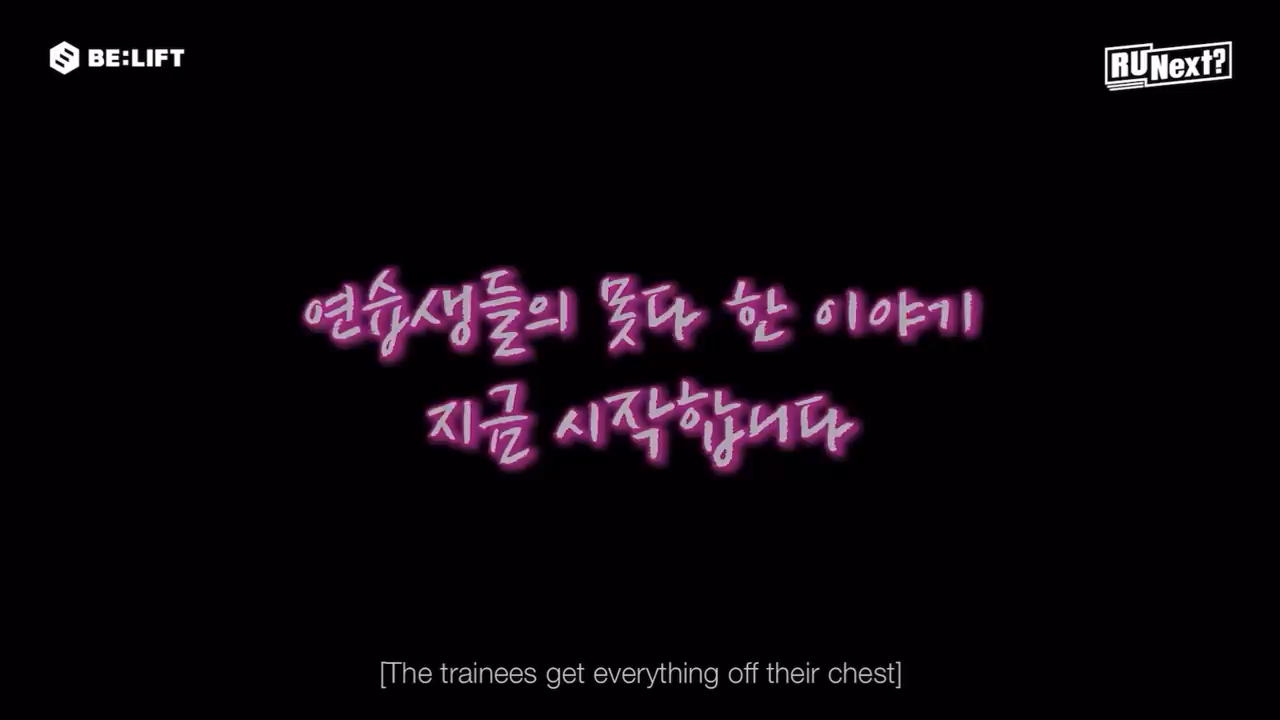 BE:LIFT
RU Next?
연습생들의 못다 한 이야기
지금 시작합니다
[The trainees get everything off their chest]